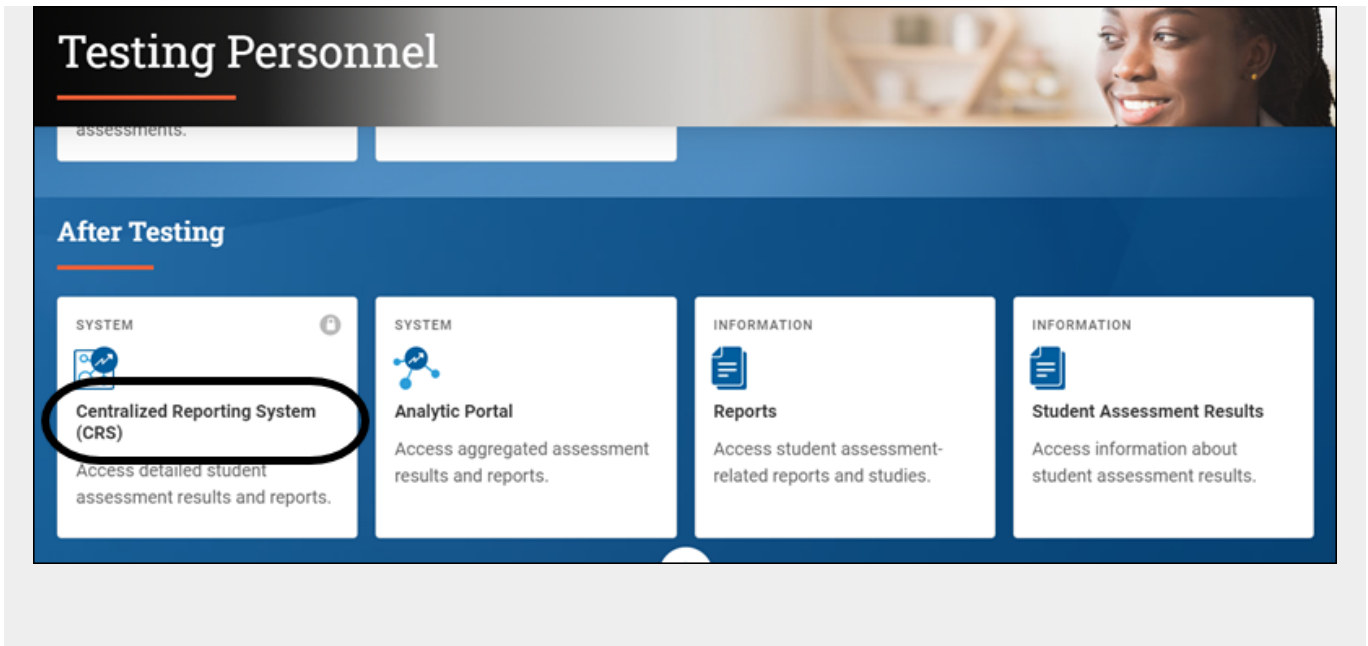 Testing Personnel
assessments.
After Testing
SYSTEM
Centralized Reporting System
(CRS)
Access detailed student
assessment results and reports.
SYSTEM
Analytic Portal
Access aggregated assessment
results and reports.
INFORMATION
Reports
Access student assessment-
related reports and studies.
INFORMATION
Student Assessment Results
Access information about
student assessment results.